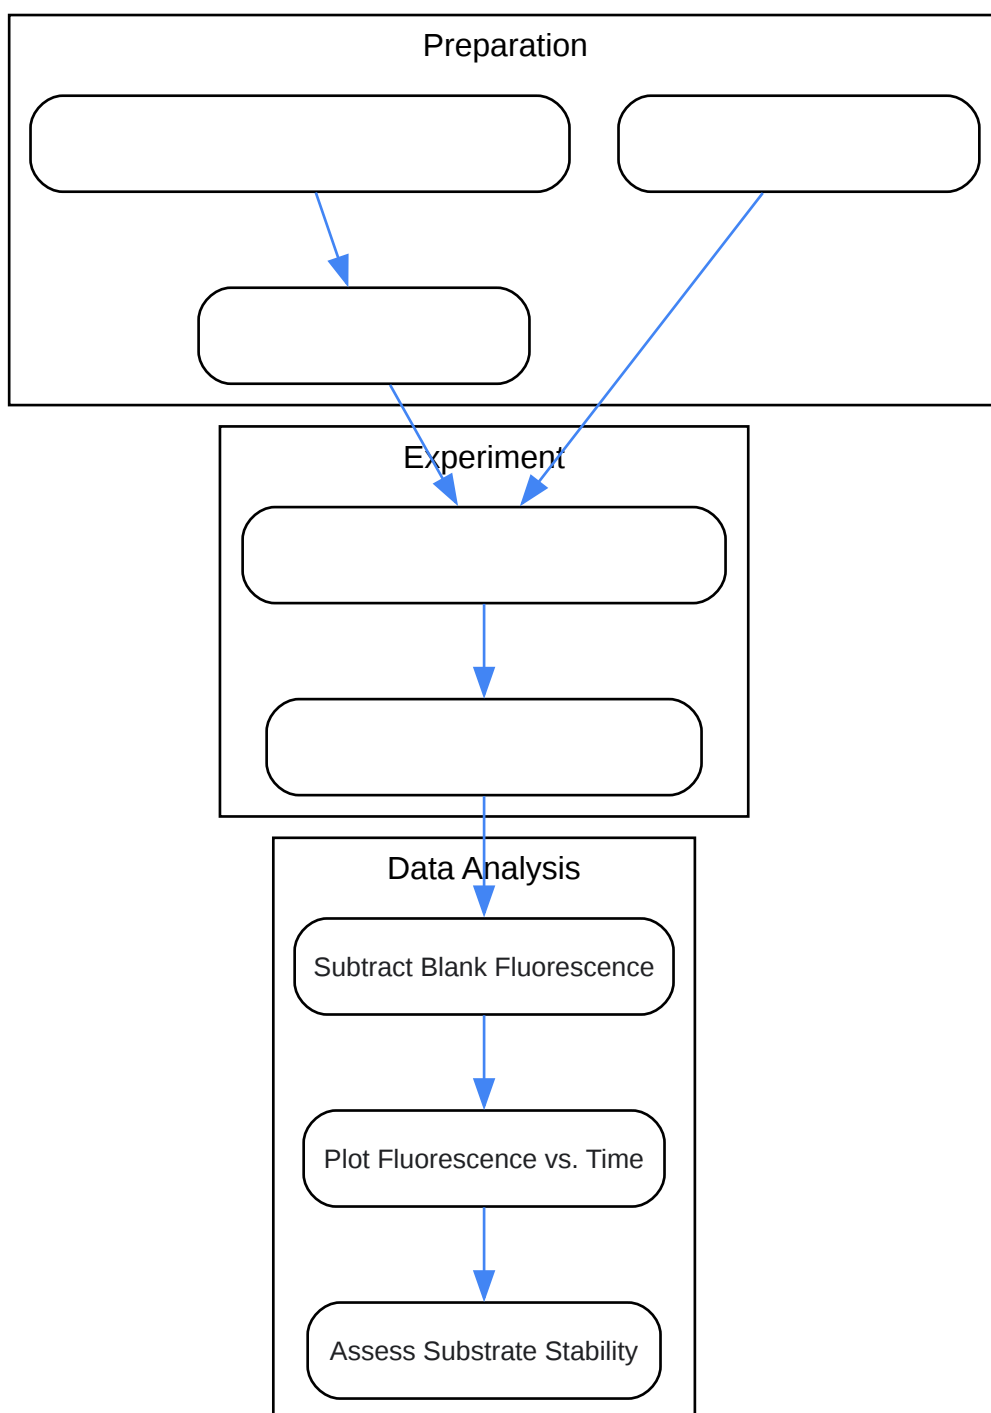 Preparation
Experiment
Data Analysis
Subtract Blank Fluorescence
Plot Fluorescence vs. Time
Assess Substrate Stability